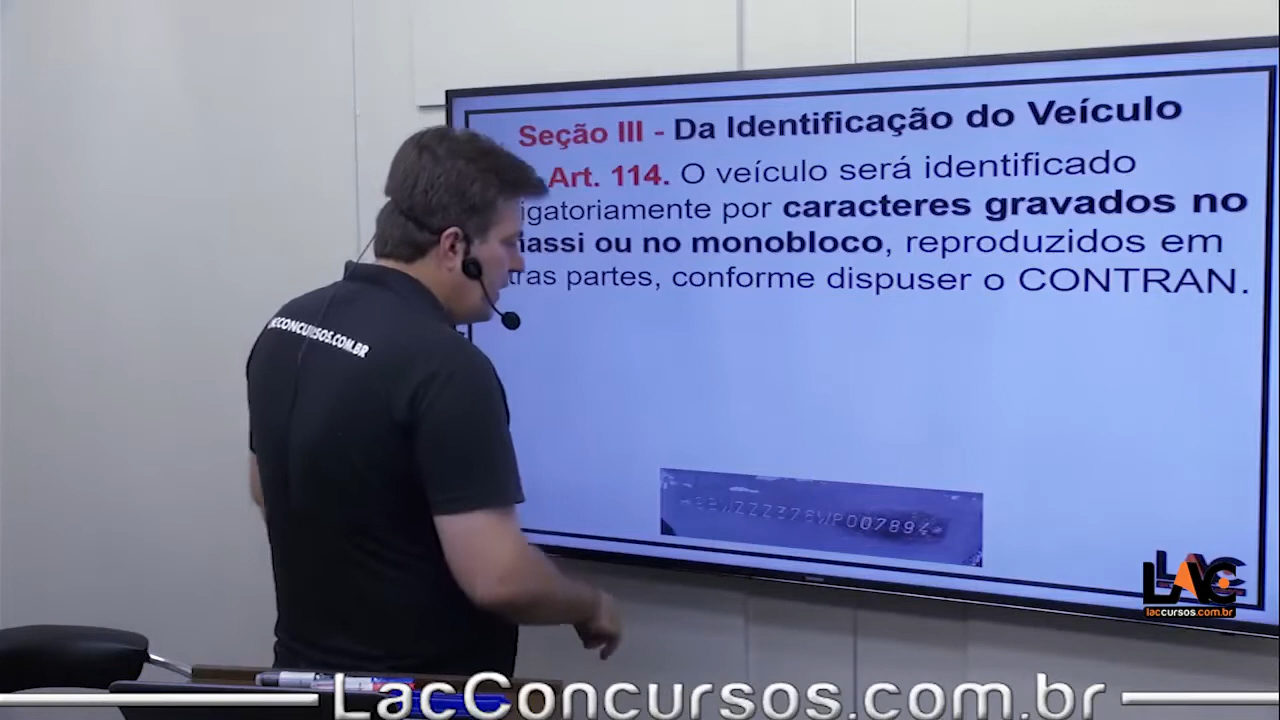 Seção III - Da Identificação do Veículo
Art. 114. O veículo será identificado
igatoriamente por caracteres gravados no
assi ou no monobloco, reproduzidos em
tras partes, conforme dispuser o CONTRAN.
LACCONCURSOS.COM.BR
LAC
laccursos.com.br
LacConcursos.com.br